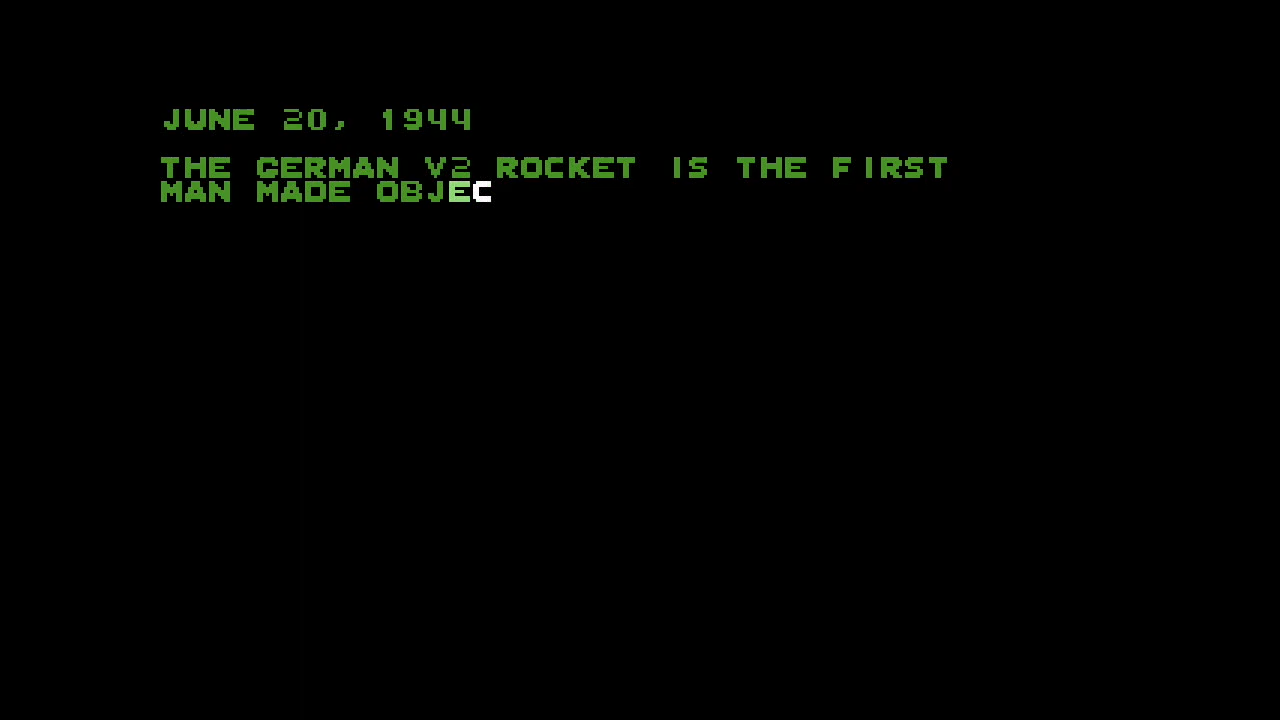 JUNE 20, 1944
THE GERMAN V2 ROCKET IS THE FIRST
MAN MADE OBJEC